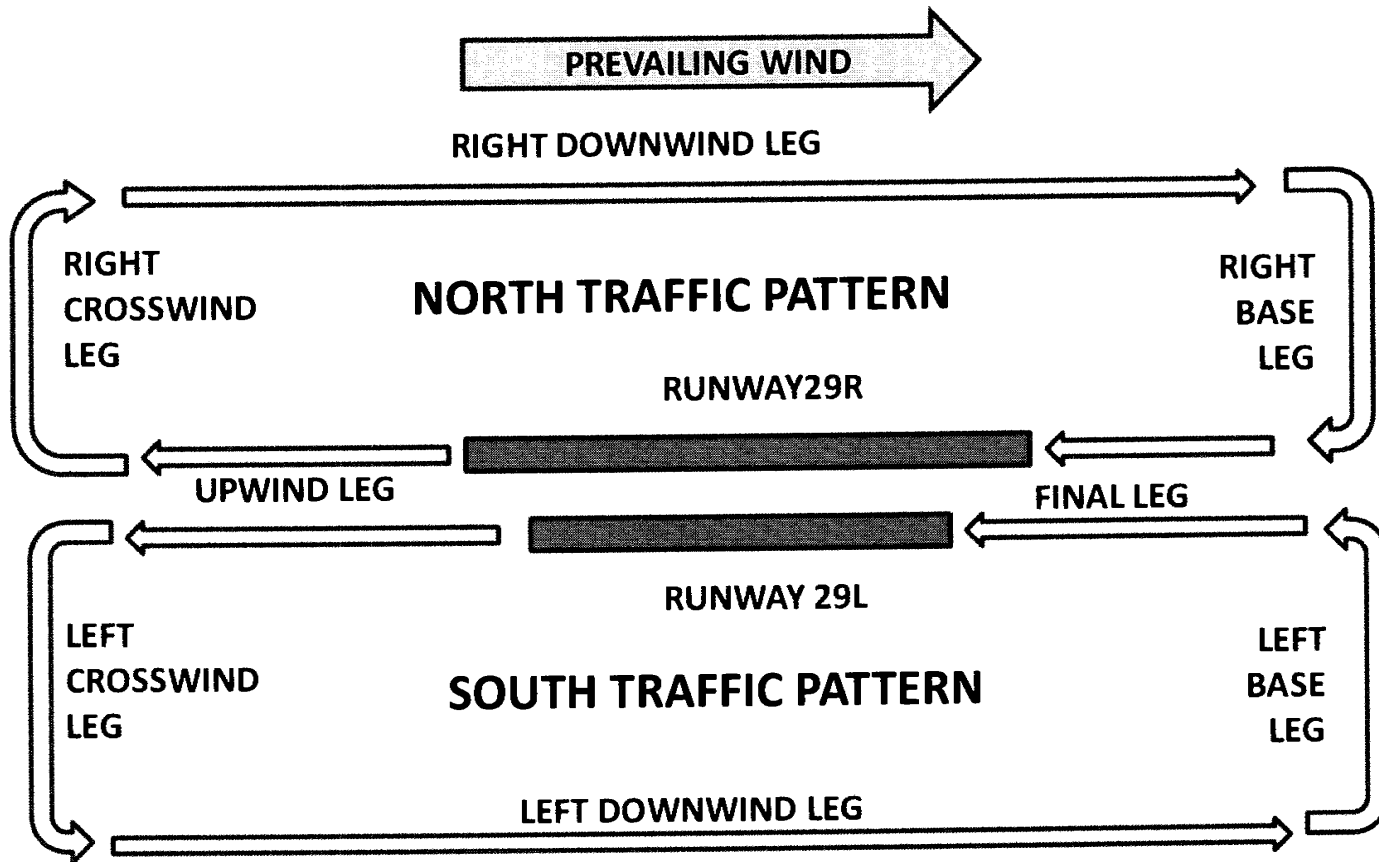 PREVAILING WIND
RIGHT DOWNWIND LEG
RIGHT
CROSSWIND
LEG
NORTH TRAFFIC PATTERN
RIGHT
BASE
LEG
RUNWAY29R
UPWIND LEG
FINAL LEG
RUNWAY 29L
LEFT
CROSSWIND
LEG
SOUTH TRAFFIC PATTERN
LEFT
BASE
LEG
LEFT DOWNWIND LEG